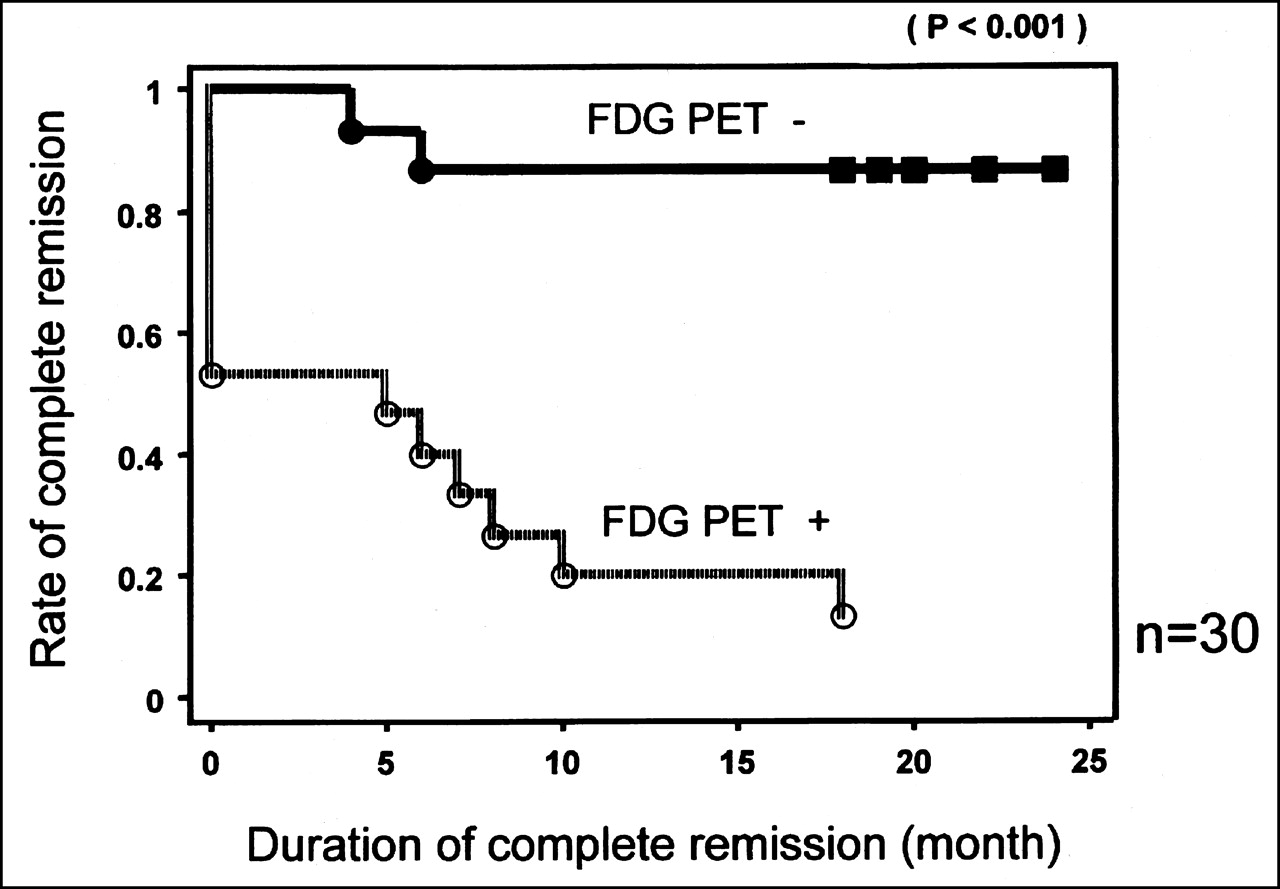 ( P < 0.001 )
FDG PET -
FDG PET +
n=30
Rate of complete remission
1
0.8
0.6
0.4
0.2
0
0 5 10 15 20 25
Duration of complete remission (month)